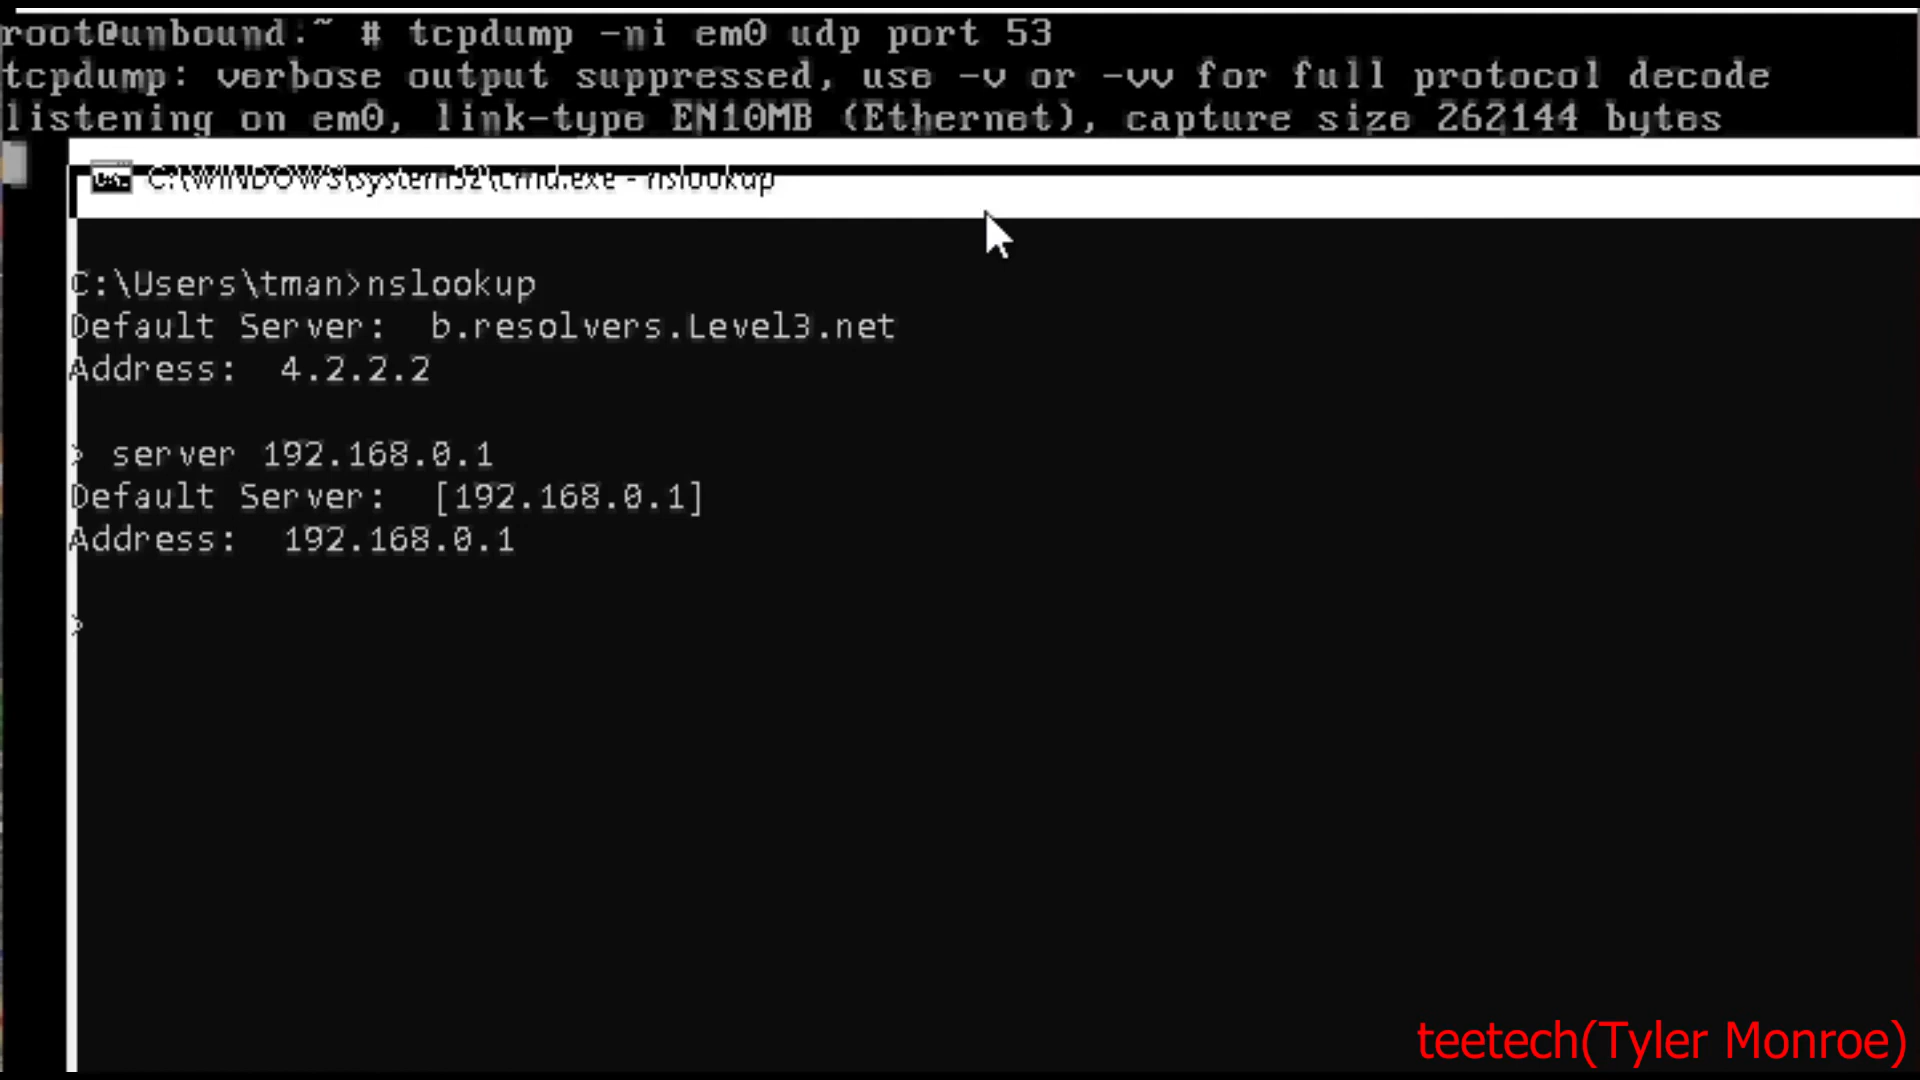 root@unbound:~ # tcpdump -ni em0 udp port 53
tcpdump: verbose output suppressed, use -v or -vv for full protocol decode
listening on em0, link-type EN10MB (Ethernet), capture size 262144 bytes
C:\WINDOWS\system32\cmd.exe - nslookup
C:\Users\tman>nslookup
Default Server:  b.resolvers.Level3.net
Address:  4.2.2.2
> server 192.168.0.1
Default Server:  [192.168.0.1]
Address:  192.168.0.1
>
teetech(Tyler Monroe)